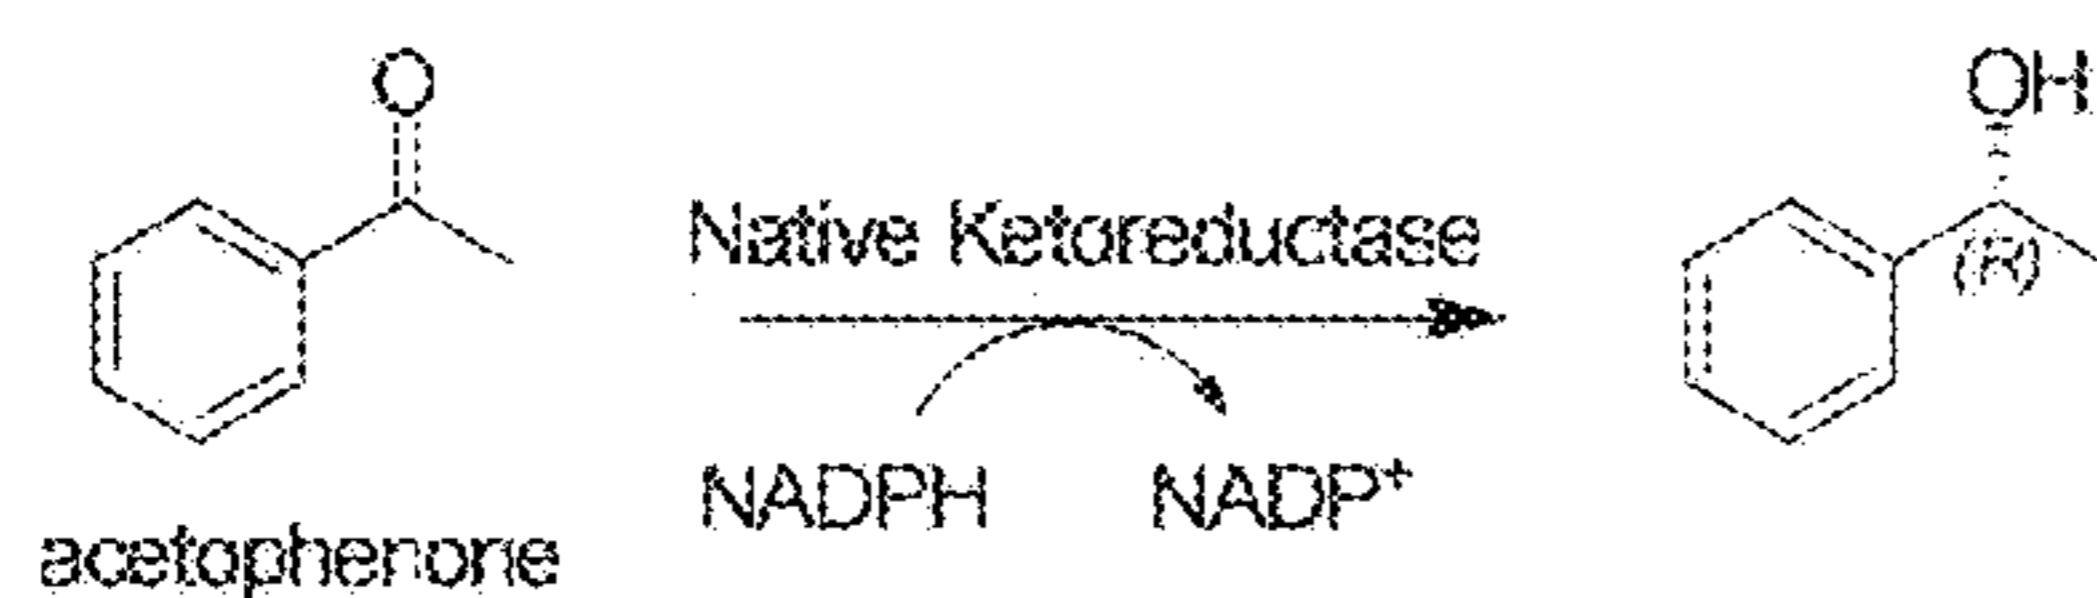 O
OH
Native Ketoreductase
(R)
NADPH NADP⁺
acetophenone